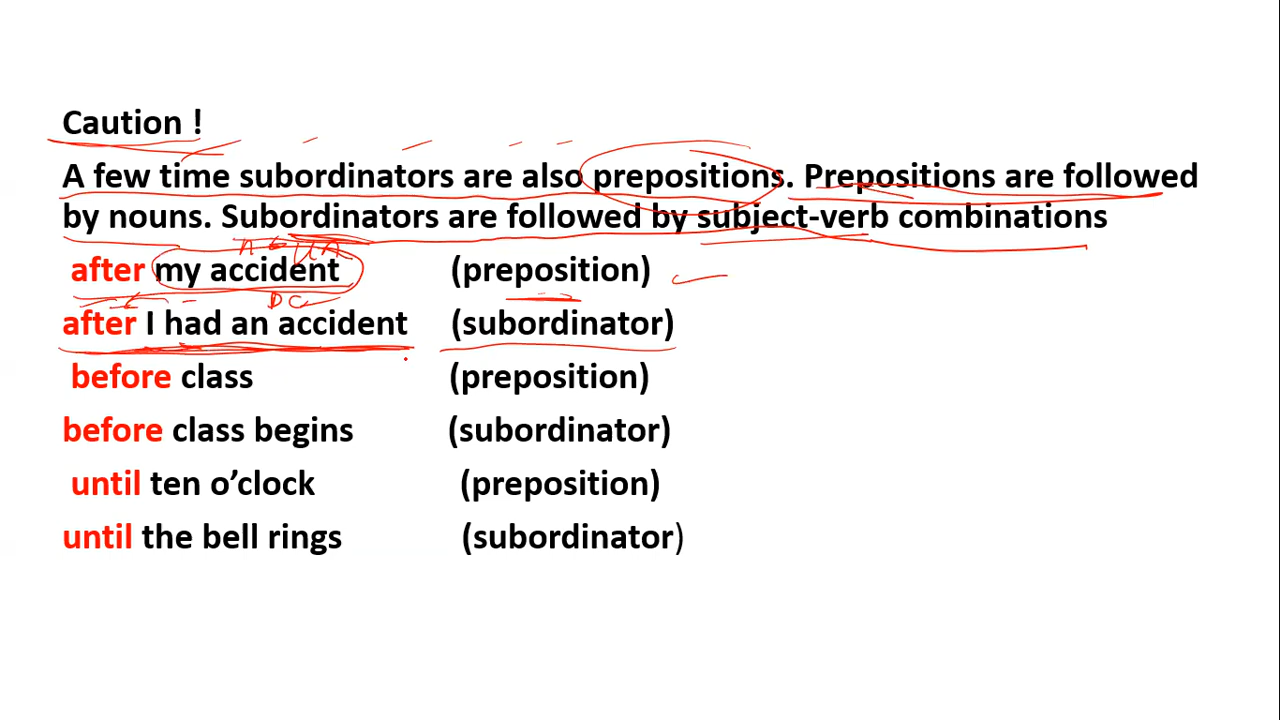 Caution !
A few time subordinators are also prepositions. Prepositions are followed
by nouns. Subordinators are followed by subject-verb combinations
after my accident (preposition)
DC
after I had an accident (subordinator)
before class (preposition)
before class begins (subordinator)
until ten o’clock (preposition)
until the bell rings (subordinator)